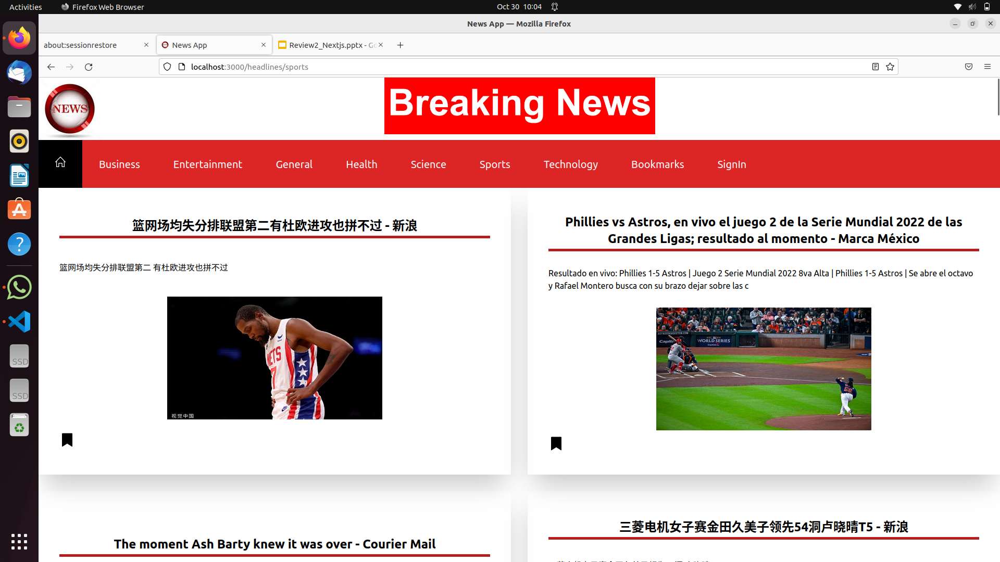 Activities
Firefox Web Browser
Oct 30 10:04
News App — Mozilla Firefox
about:sessionrestore
News App
Review2_Nextjs.pptx - Go
localhost:3000/headlines/sports
NEWS
Breaking News
Business
Entertainment
General
Health
Science
Sports
Technology
Bookmarks
SignIn
篮网场均失分排联盟第二有杜欧进攻也拼不过 - 新浪
篮网场均失分排联盟第二 有杜欧进攻也拼不过
NETS
7
视觉中国
Phillies vs Astros, en vivo el juego 2 de la Serie Mundial 2022 de las
Grandes Ligas; resultado al momento - Marca México
Resultado en vivo: Phillies 1-5 Astros | Juego 2 Serie Mundial 2022 8va Alta | Phillies 1-5 Astros | Se abre el octavo
y Rafael Montero busca con su brazo dejar sobre las c
WORLD SERIES
Capital
The moment Ash Barty knew it was over - Courier Mail
三菱电机女子赛金田久美子领先54洞卢晓晴T5 - 新浪
SSD
SSD